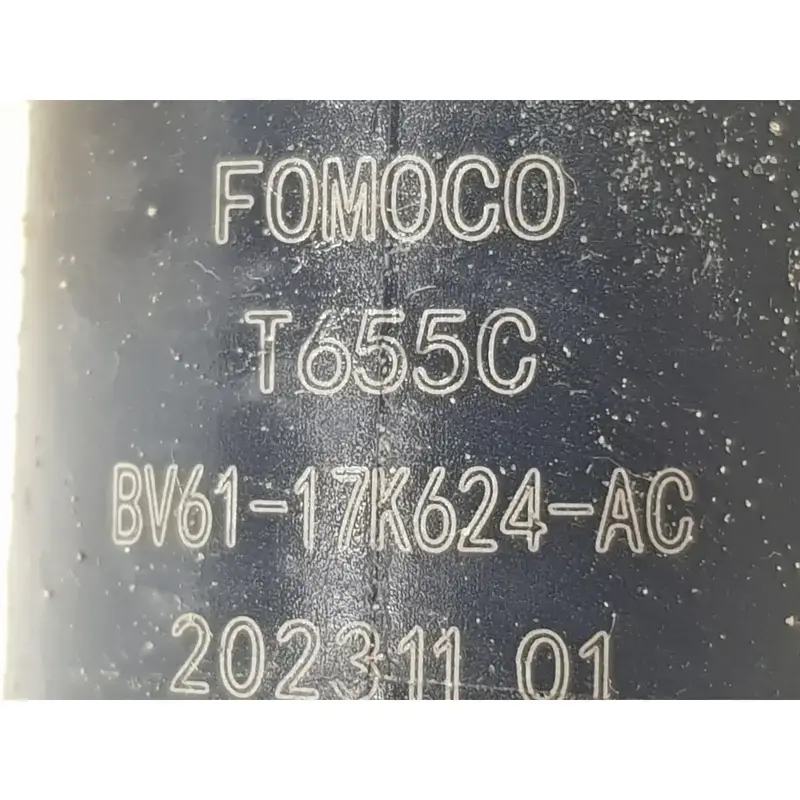 FOMOCO
T655C
BV61-17K624-AC
202311 01